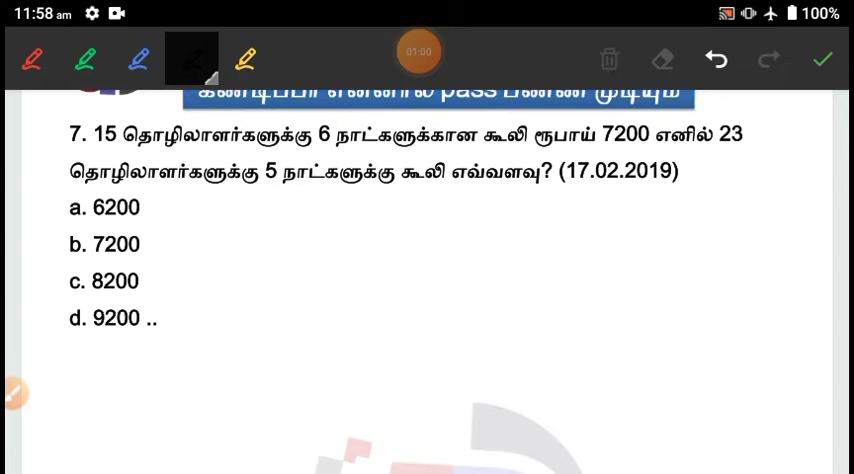 11:58 am
100%
01:00
7. 15 தொழிலாளர்களுக்கு 6 நாட்களுக்கான கூலி ரூபாய் 7200 எனில் 23
தொழிலாளர்களுக்கு 5 நாட்களுக்கு கூலி எவ்வளவு? (17.02.2019)
a. 6200
b. 7200
c. 8200
d. 9200 ..